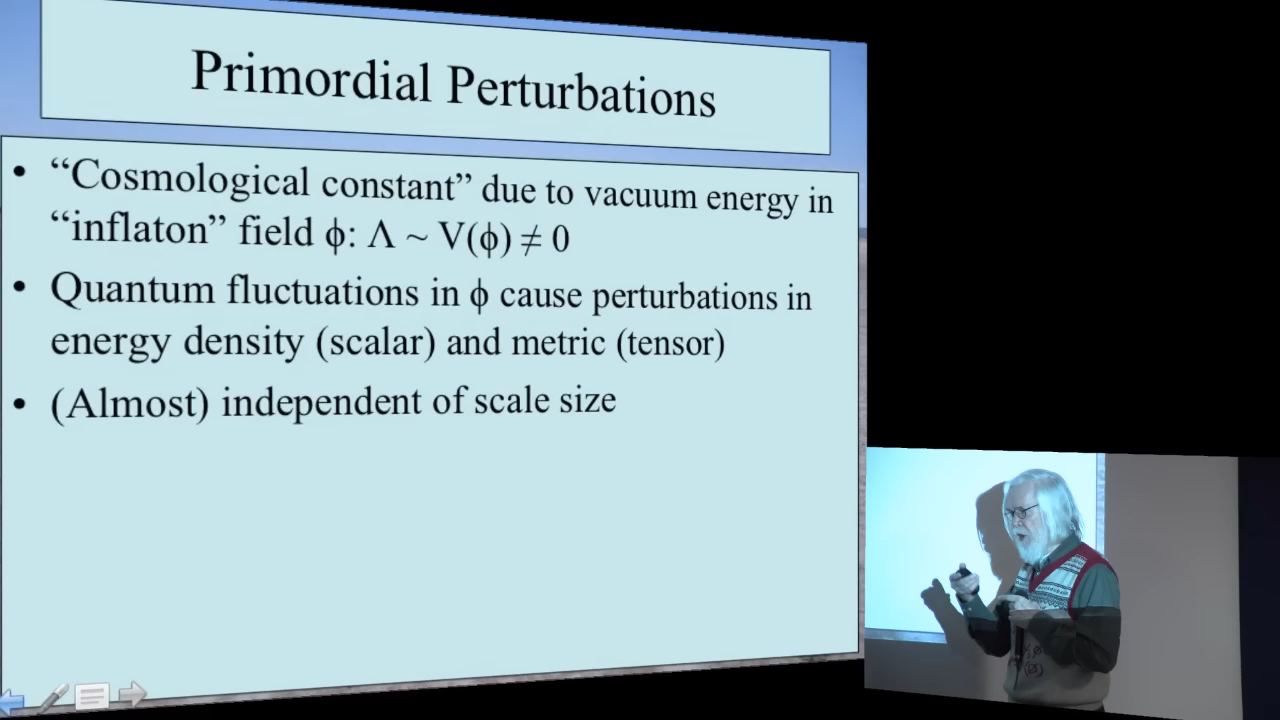 Primordial Perturbations
• “Cosmological constant” due to vacuum energy in
“inflaton” field ϕ: Λ ~ V(ϕ) ≠ 0
• Quantum fluctuations in ϕ cause perturbations in
energy density (scalar) and metric (tensor)
• (Almost) independent of scale size